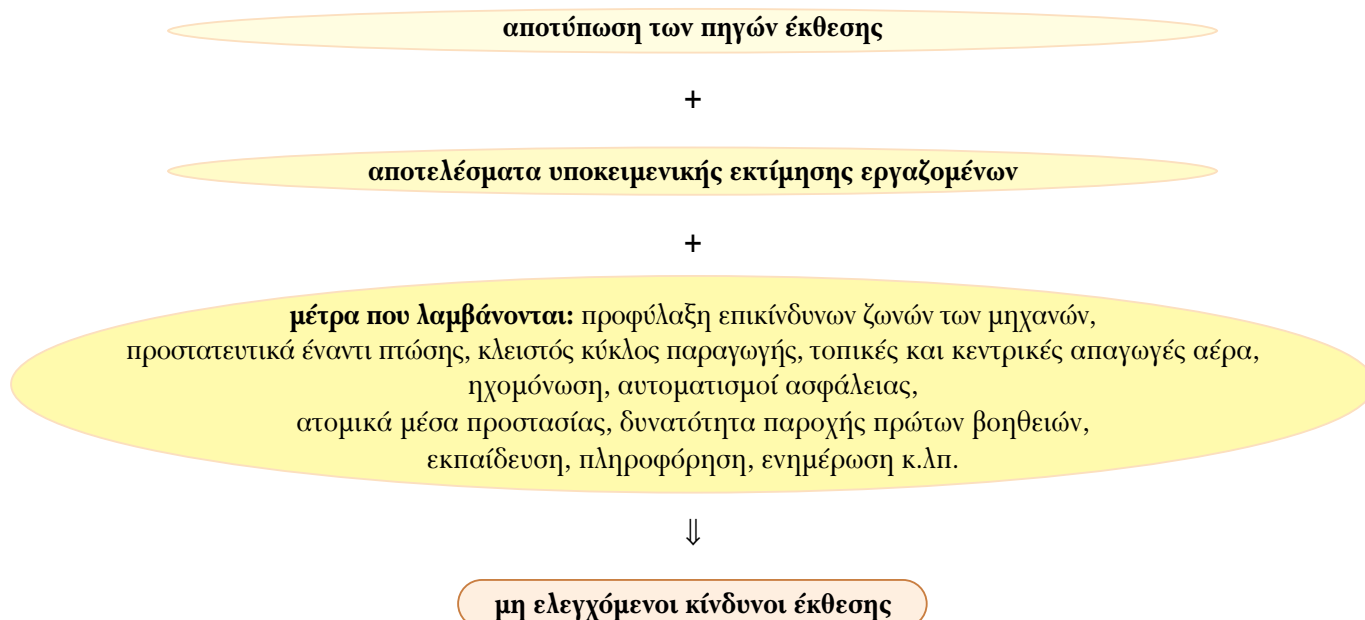 αποτύπωση των πηγών έκθεσης
+
αποτελέσματα υποκειμενικής εκτίμησης εργαζομένων
+
μέτρα που λαμβάνονται: προφύλαξη επικίνδυνων ζωνών των μηχανών,
προστατευτικά έναντι πτώσης, κλειστός κύκλος παραγωγής, τοπικές και κεντρικές απαγωγές αέρα,
ηχομόνωση, αυτοματισμοί ασφάλειας,
ατομικά μέσα προστασίας, δυνατότητα παροχής πρώτων βοηθειών,
εκπαίδευση, πληροφόρηση, ενημέρωση κ.λπ.
⇓
μη ελεγχόμενοι κίνδυνοι έκθεσης